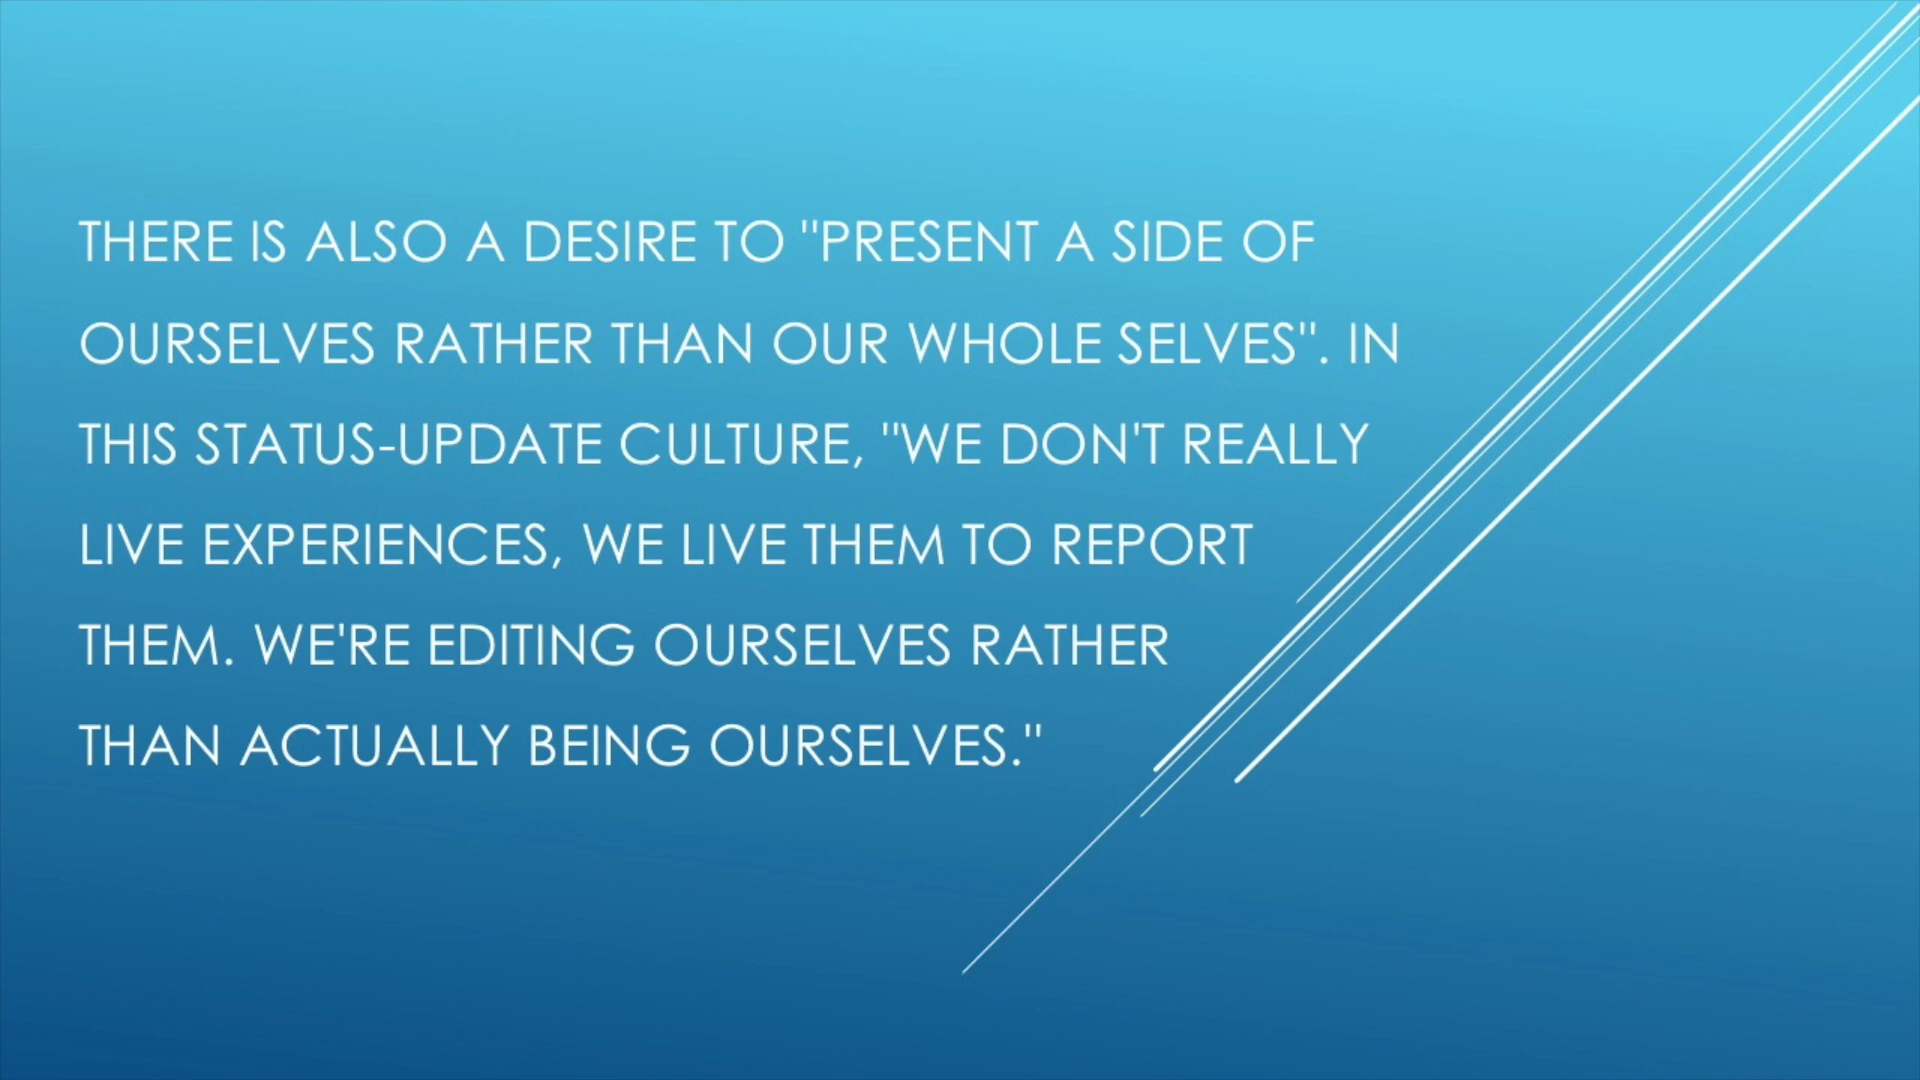 THERE IS ALSO A DESIRE TO "PRESENT A SIDE OF
OURSELVES RATHER THAN OUR WHOLE SELVES". IN
THIS STATUS-UPDATE CULTURE, "WE DON'T REALLY
LIVE EXPERIENCES, WE LIVE THEM TO REPORT
THEM. WE'RE EDITING OURSELVES RATHER
THAN ACTUALLY BEING OURSELVES."